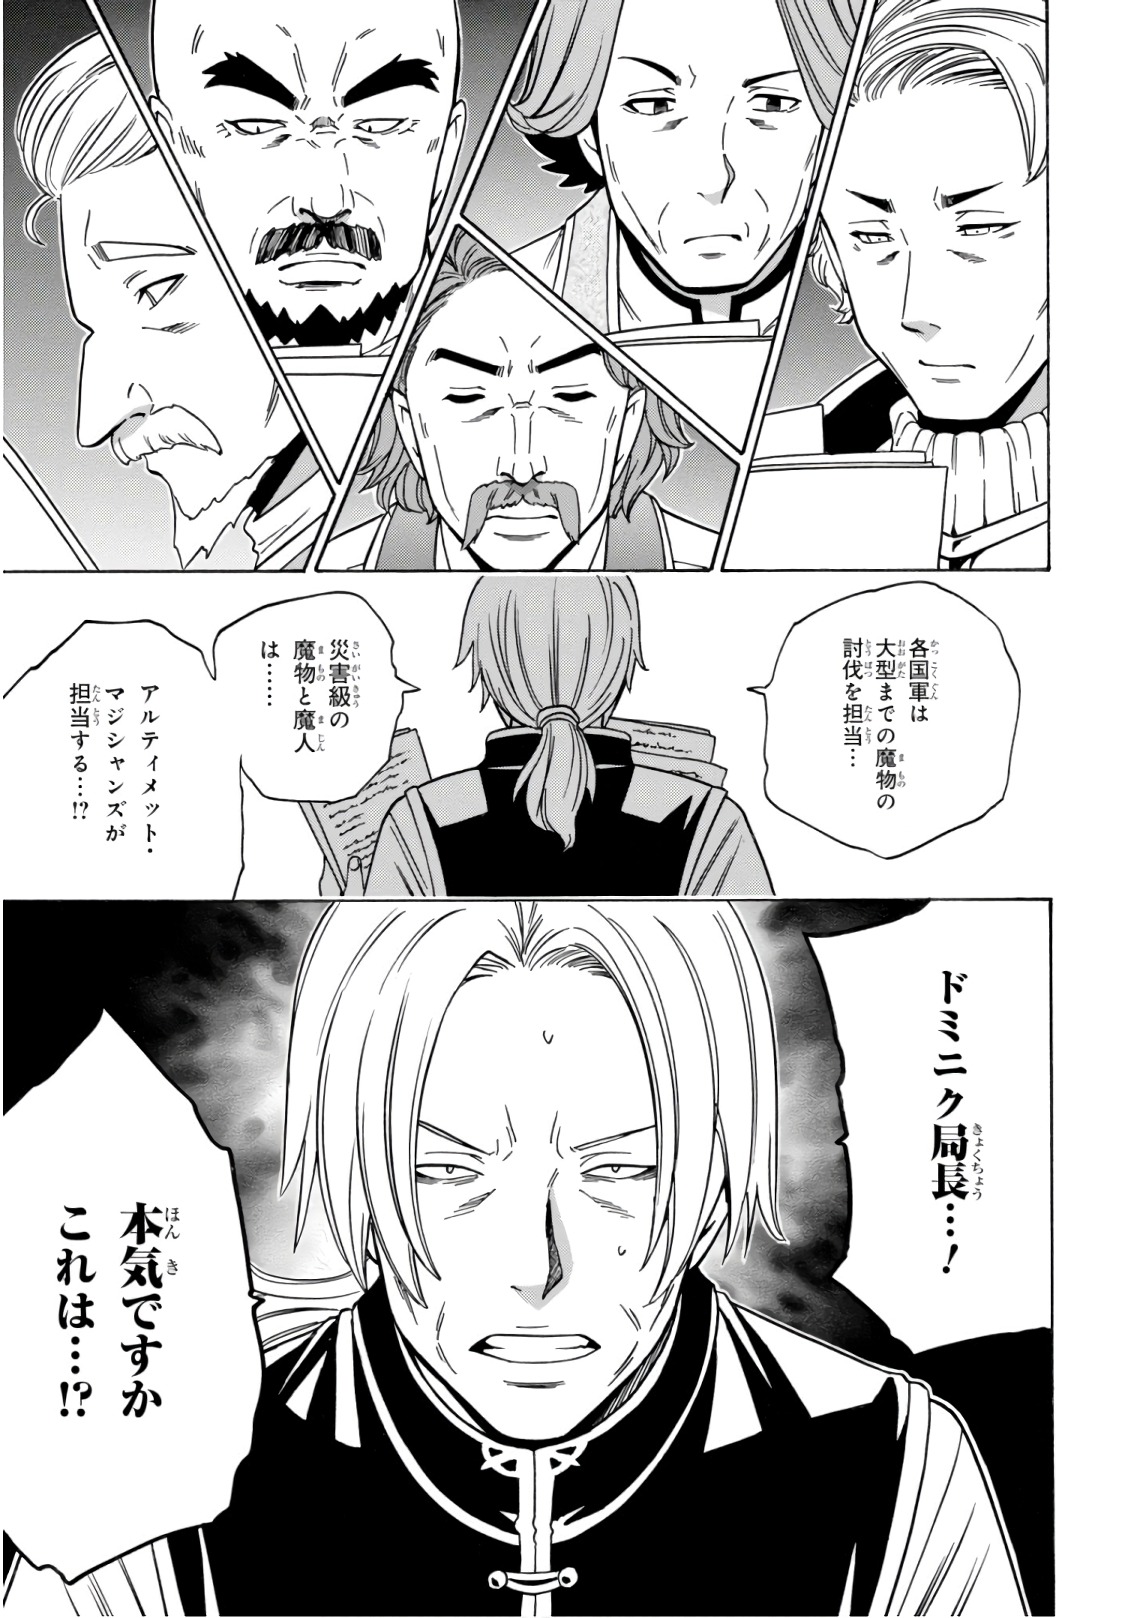 各国軍は
大型までの魔物の
討伐を担当…
災害級の
魔物と魔人
は……
アルティメット・
マジシャンズが
担当する…!?
ドミニク局長…！
本気ですか
これは…!?